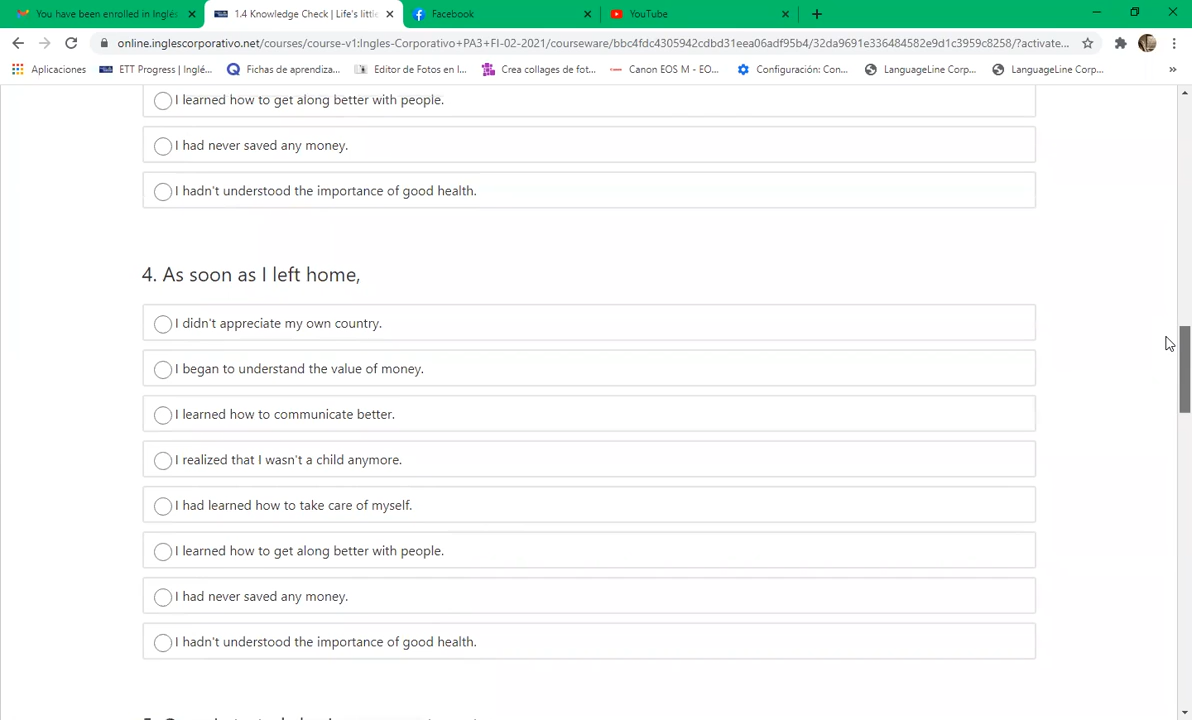 You have been enrolled in Inglés
1.4 Knowledge Check | Life's little
Facebook
YouTube
online.inglescorporativo.net/courses/course-v1:Ingles-Corporativo+PA3+FI-02-2021/courseware/bbc4fdc4305942cdbd31eea06adf95b4/32da9691e336484582e9d1c3959c8258/?activate...
Aplicaciones
ETT Progress | Inglé...
Fichas de aprendiza...
Editor de Fotos en l...
Crea collages de fot...
Canon EOS M - EO...
Configuración: Con...
LanguageLine Corp...
LanguageLine Corp...
I learned how to get along better with people.
I had never saved any money.
I hadn't understood the importance of good health.
4. As soon as I left home,
I didn't appreciate my own country.
I began to understand the value of money.
I learned how to communicate better.
I realized that I wasn't a child anymore.
I had learned how to take care of myself.
I learned how to get along better with people.
I had never saved any money.
I hadn't understood the importance of good health.